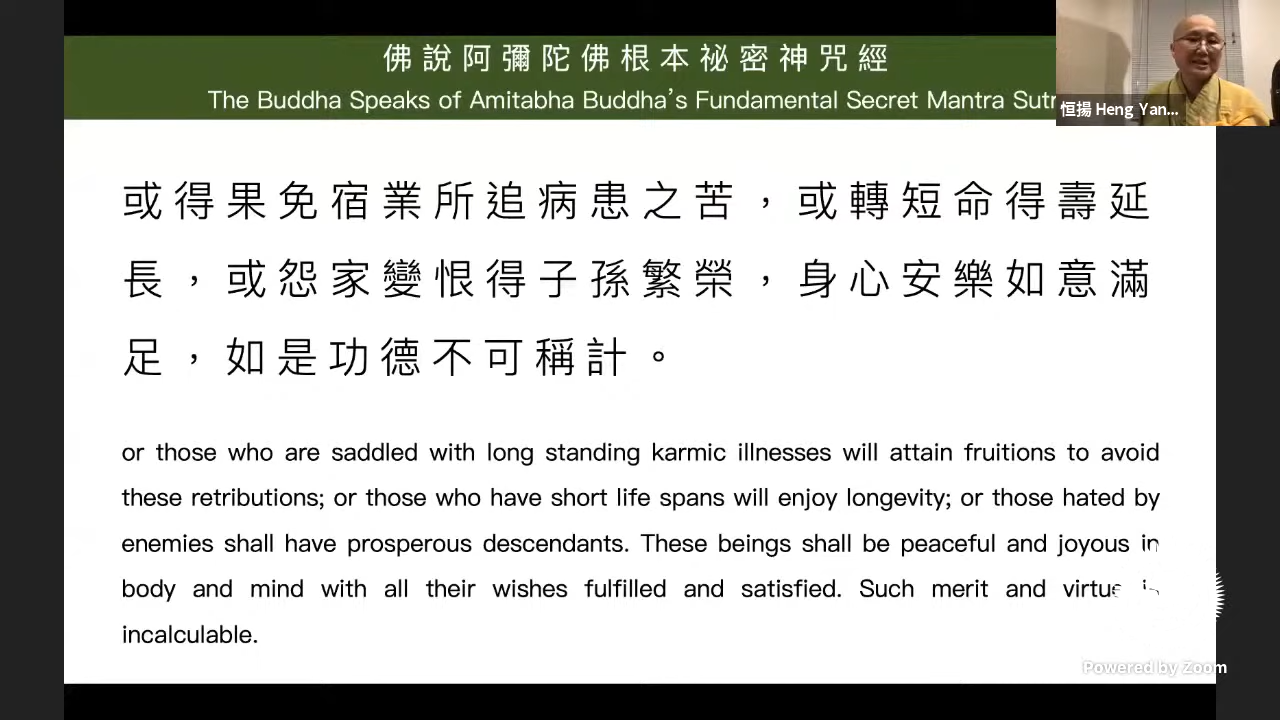 佛說阿彌陀佛根本祕密神咒經
The Buddha Speaks of Amitabha Buddha's Fundamental Secret Mantra
恒揚 Heng Yan...
或得果免宿業所追病患之苦，或轉短命得壽延
長，或怨家變恨得子孫繁榮，身心安樂如意滿
足，如是功德不可稱計。
or those who are saddled with long standing karmic illnesses will attain fruitions to avoid
these retributions; or those who have short life spans will enjoy longevity; or those hated by
enemies shall have prosperous descendants. These beings shall be peaceful and joyous in
body and mind with all their wishes fulfilled and satisfied. Such merit and virtue
incalculable.
Powered by Zoom